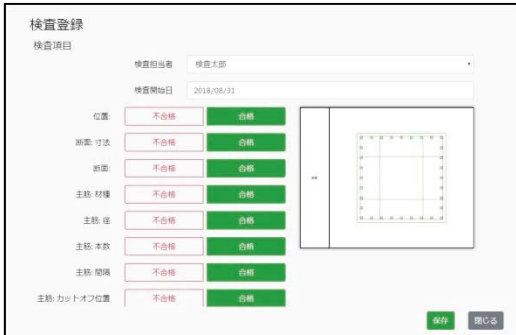 検査登録
検査項目
検査担当者 検査太郎
検査開始日 2018/08/31
位置: 不合格 合格
断面: 寸法 不合格 合格
断面: 不合格 合格
主筋: 材種 不合格 合格
主筋: 径 不合格 合格
主筋: 本数 不合格 合格
主筋: 間隔 不合格 合格
主筋: カットオフ位置 不合格 合格
保存 閉じる